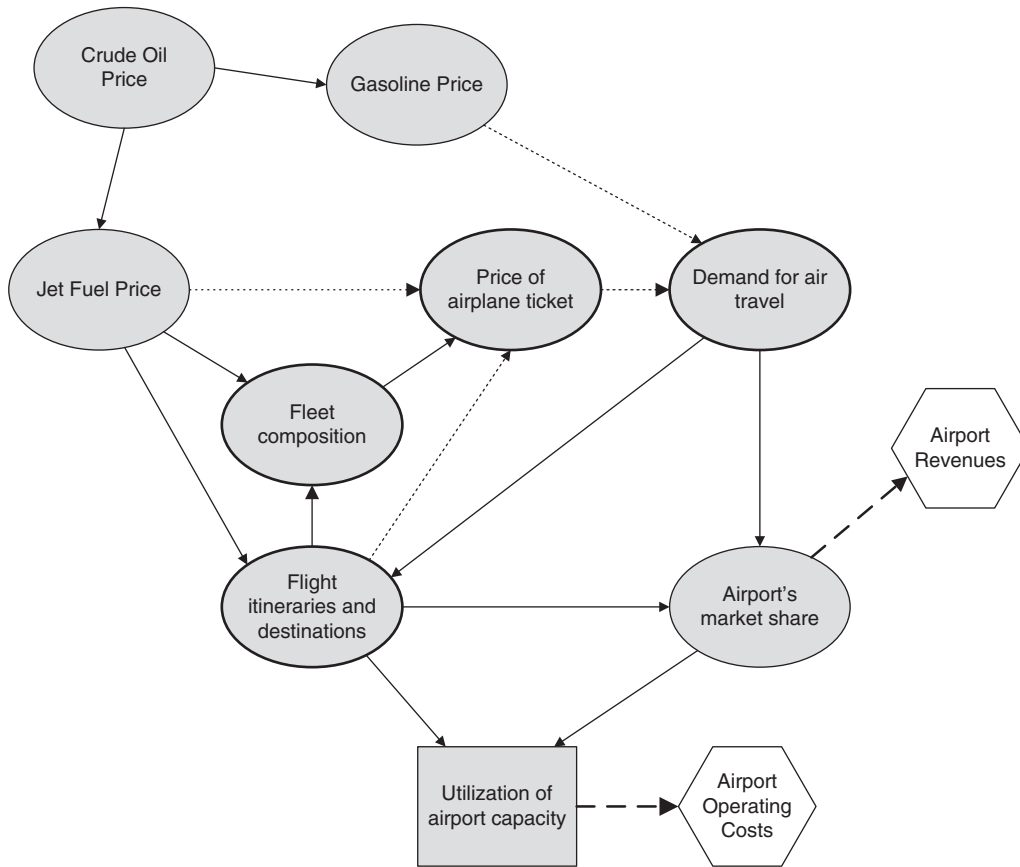 Crude Oil
Price
Gasoline Price
Jet Fuel Price
Price of
airplane ticket
Demand for air
travel
Fleet
composition
Airport
Revenues
Flight
itineraries and
destinations
Airport's
market share
Utilization of
airport capacity
Airport
Operating
Costs